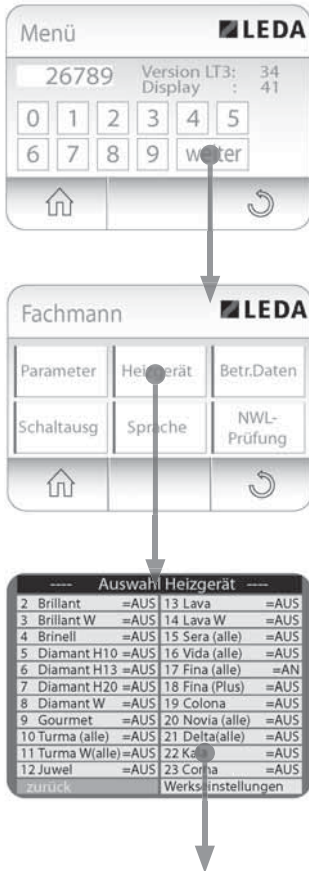 Menü LEDA
26789 Version LT3: 34
Display : 41
0 1 2 3 4 5
6 7 8 9 weiter
Fachmann LEDA
Parameter Heizgerät Betr.Daten
Schaltausg Sprache NWL-
Prüfung
---- Auswahl Heizgerät ----
2 Brillant =AUS 13 Lava =AUS
3 Brillant W =AUS 14 Lava W =AUS
4 Brinell =AUS 15 Sera (alle) =AUS
5 Diamant H10 =AUS 16 Vida (alle) =AUS
6 Diamant H13 =AUS 17 Fina (alle) =AN
7 Diamant H20 =AUS 18 Fina (Plus) =AUS
8 Diamant W =AUS 19 Colona =AUS
9 Gourmet =AUS 20 Novia (alle) =AUS
10 Turma (alle) =AUS 21 Delta(alle) =AUS
11 Turma W(alle)=AUS 22 =AUS
12 Juwel =AUS 23 =AUS
zurück Werkseinstellungen